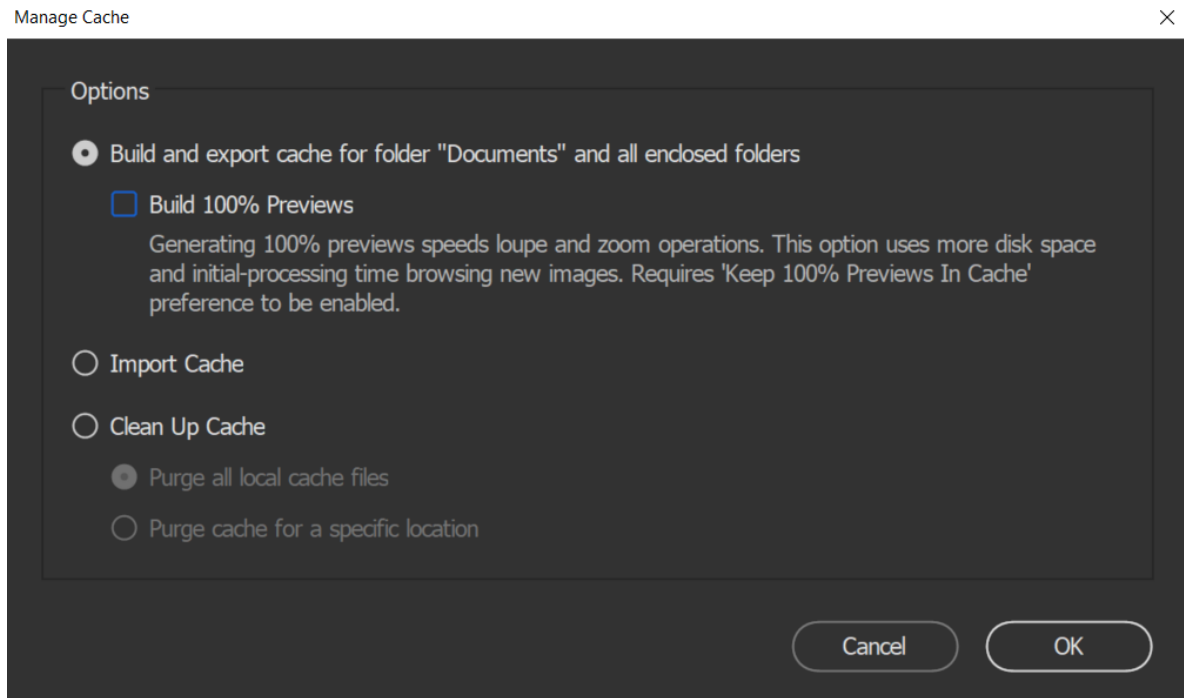 Manage Cache
Options
Build and export cache for folder "Documents" and all enclosed folders
Build 100% Previews
Generating 100% previews speeds loupe and zoom operations. This option uses more disk space
and initial-processing time browsing new images. Requires 'Keep 100% Previews In Cache'
preference to be enabled.
Import Cache
Clean Up Cache
Purge all local cache files
Purge cache for a specific location
Cancel
OK